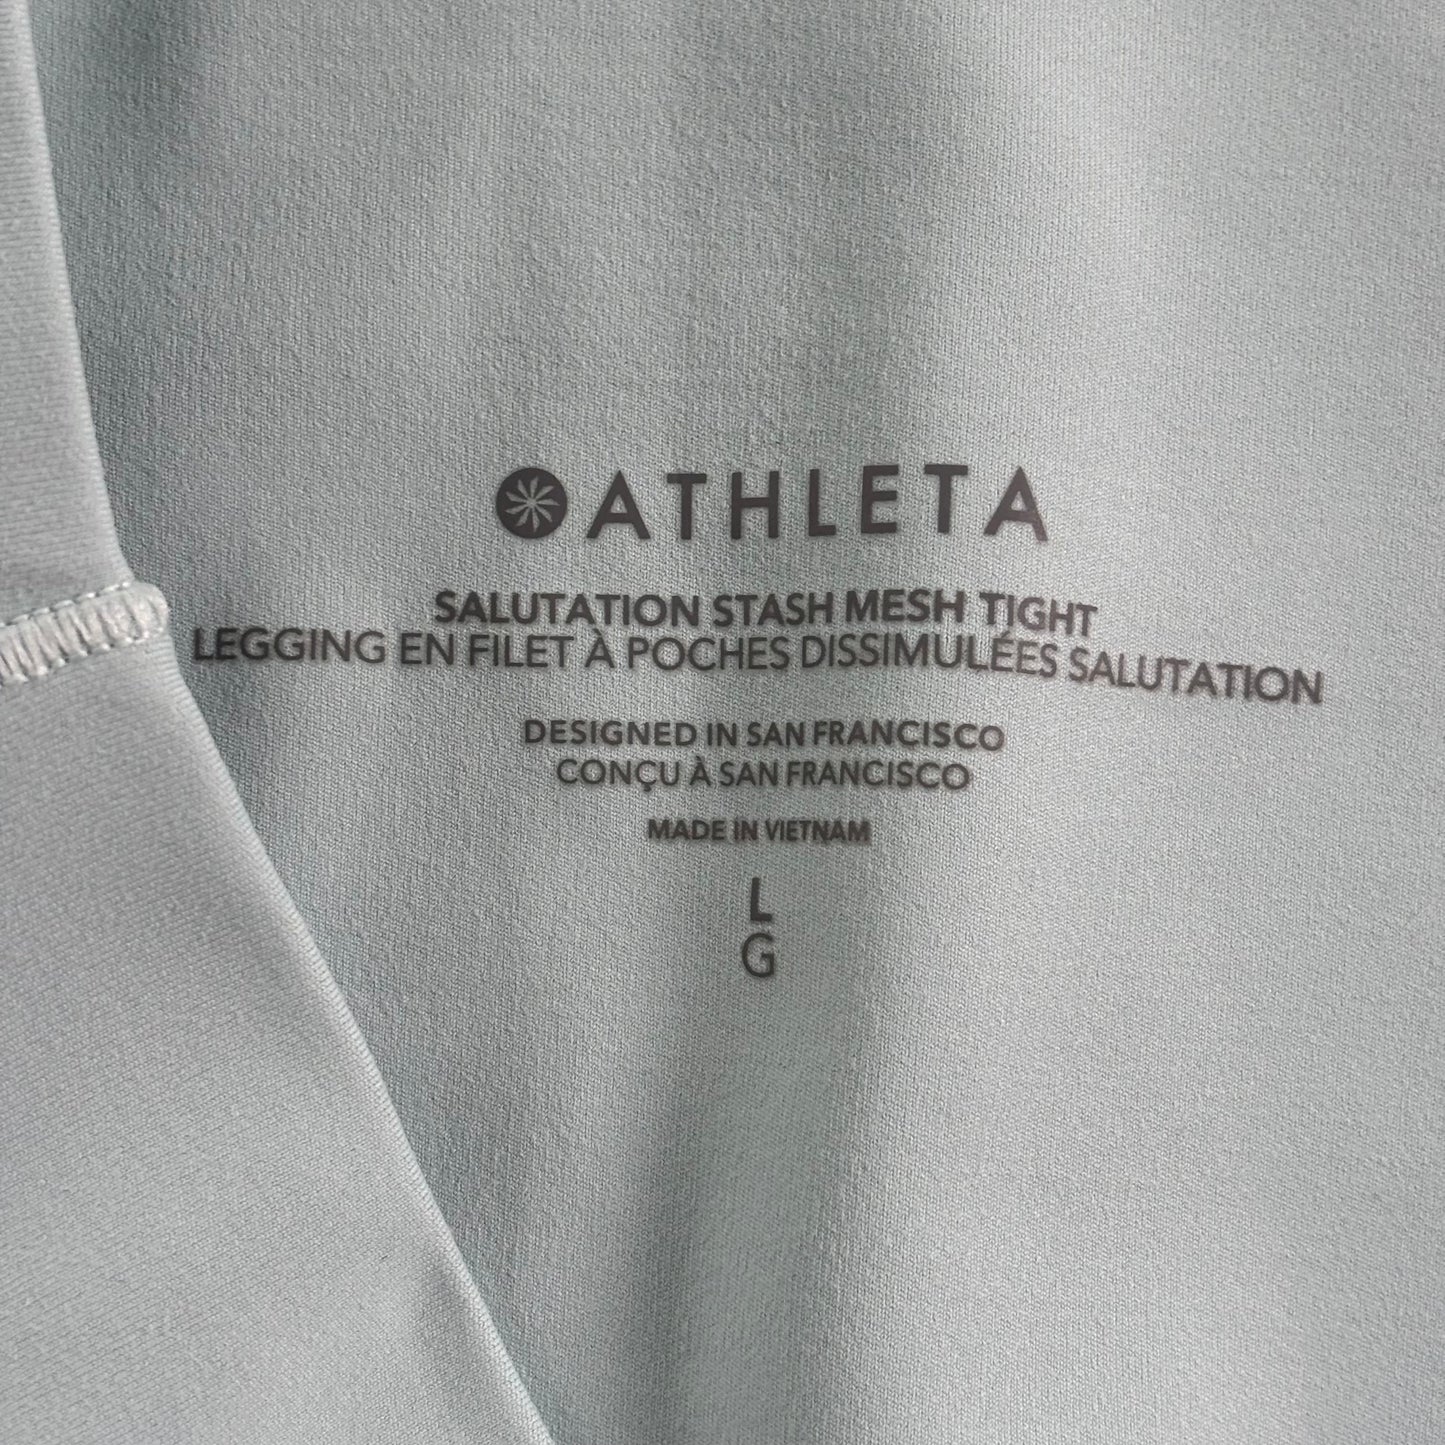 ATHLETA
SALUTATION STASH MESH TIGHT
LEGGING EN FILET À POCHES DISSIMULÉES SALUTATION
DESIGNED IN SAN FRANCISCO
CONÇU À SAN FRANCISCO
MADE IN VIETNAM
L
G